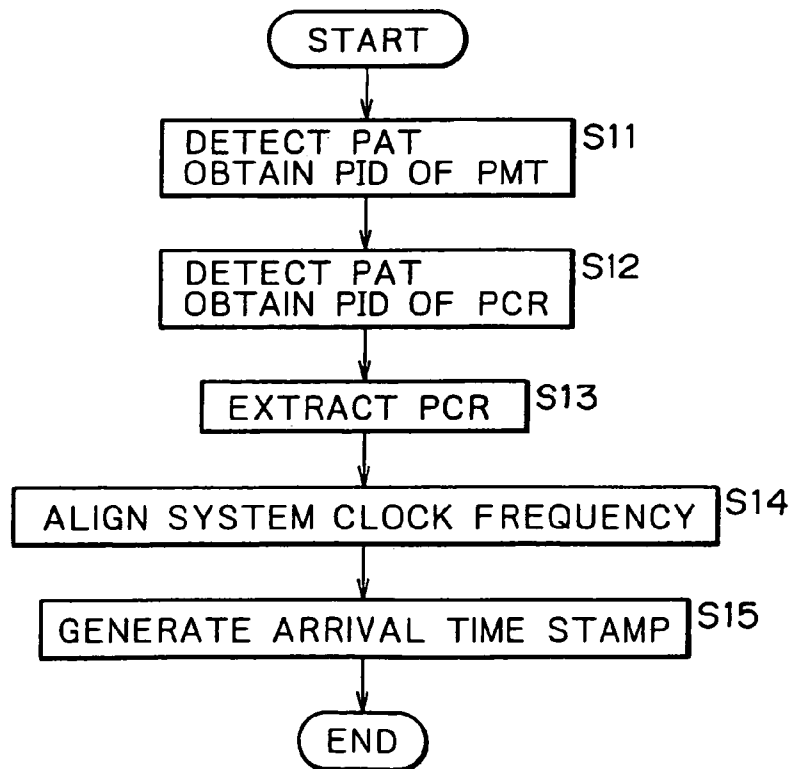 START
DETECT PAT
OBTAIN PID OF PMT
S11
DETECT PAT
OBTAIN PID OF PCR
S12
EXTRACT PCR
S13
ALIGN SYSTEM CLOCK FREQUENCY
S14
GENERATE ARRIVAL TIME STAMP
S15
END